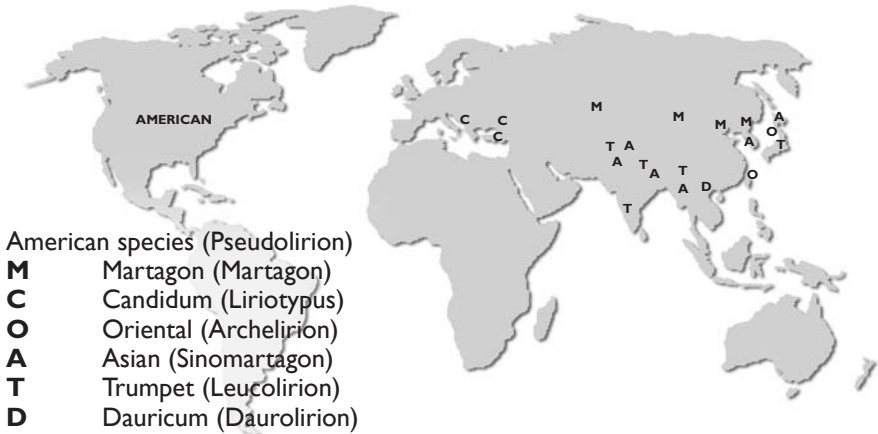 AMERICAN
M
C
C
C
M
M
M
A
O
T
A
T
A
A
T
A
T
A
D
O
T
American species (Pseudolirion)
M Martagon (Martagon)
C Candidum (Liriotypus)
O Oriental (Archelirion)
A Asian (Sinomartagon)
T Trumpet (Leucolirion)
D Dauricum (Daurolirion)